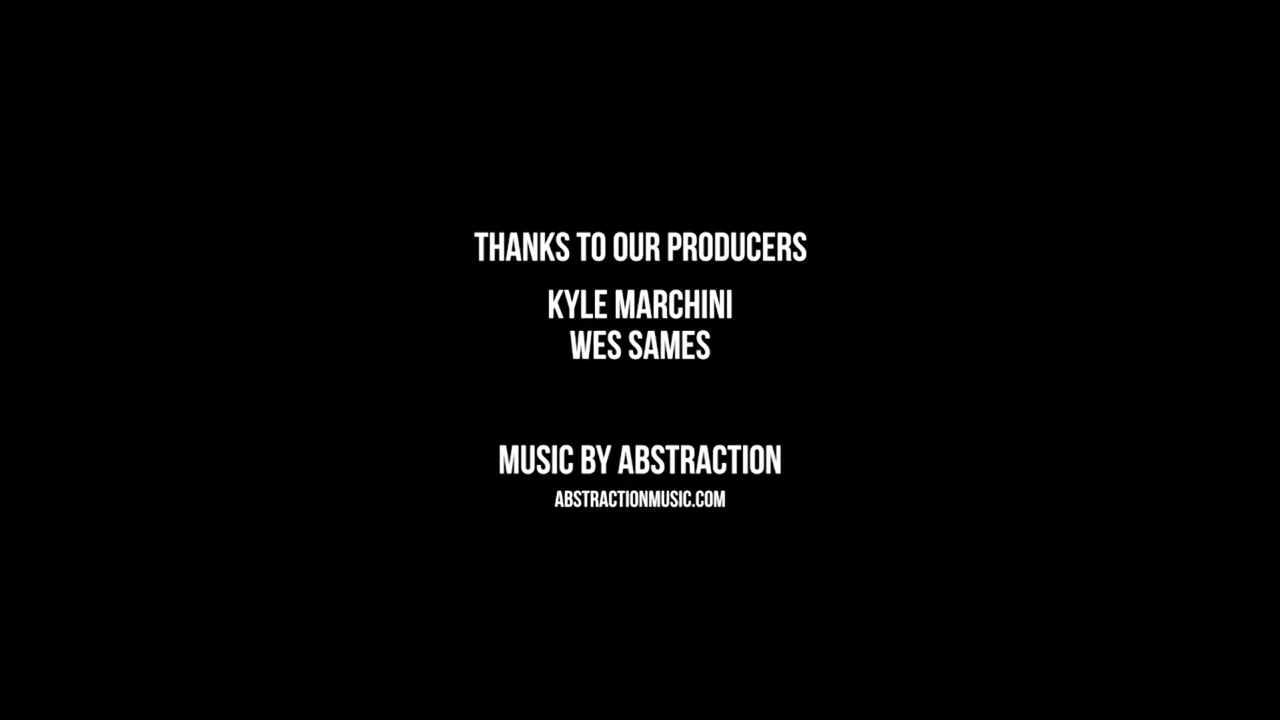 THANKS TO OUR PRODUCERS
KYLE MARCHINI
WES SAMES
MUSIC BY ABSTRACTION
ABSTRACTIONMUSIC.COM